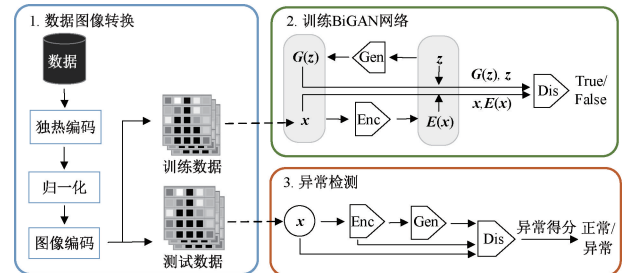 1. 数据图像转换
数据
独热编码
归一化
图像编码
训练数据
测试数据
2. 训练BiGAN网络
G(z)
Gen
z
G(z), z
x
Enc
E(x)
x,E(x)
Dis
True/
False
3. 异常检测
x
Enc
Gen
Dis
异常得分
正常/
异常